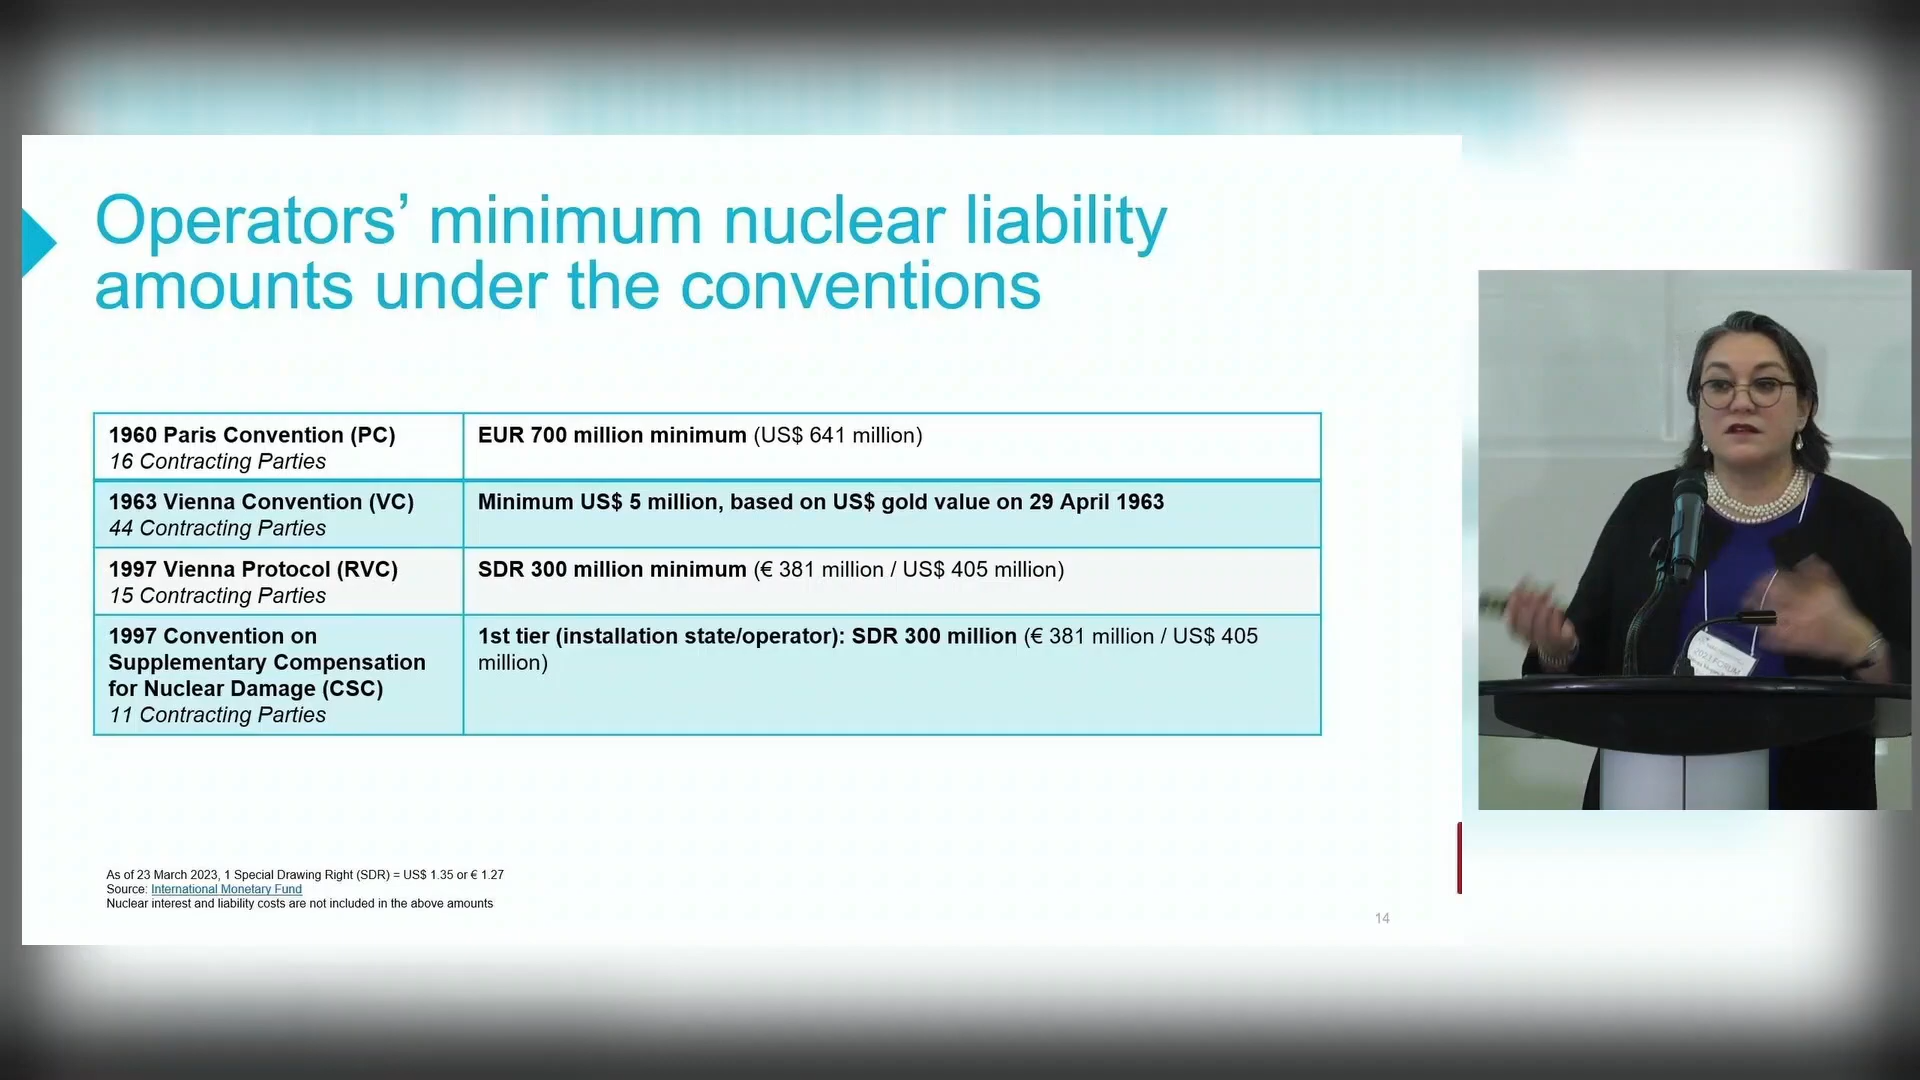 Operators’ minimum nuclear liability
amounts under the conventions
1960 Paris Convention (PC)
16 Contracting Parties
EUR 700 million minimum (US$ 641 million)
1963 Vienna Convention (VC)
44 Contracting Parties
Minimum US$ 5 million, based on US$ gold value on 29 April 1963
1997 Vienna Protocol (RVC)
15 Contracting Parties
SDR 300 million minimum (€ 381 million / US$ 405 million)
1997 Convention on
Supplementary Compensation
for Nuclear Damage (CSC)
11 Contracting Parties
1st tier (installation state/operator): SDR 300 million (€ 381 million / US$ 405
million)
As of 23 March 2023, 1 Special Drawing Right (SDR) = US$ 1.35 or € 1.27
Source: International Monetary Fund
Nuclear interest and liability costs are not included in the above amounts
14
2023 FORUM